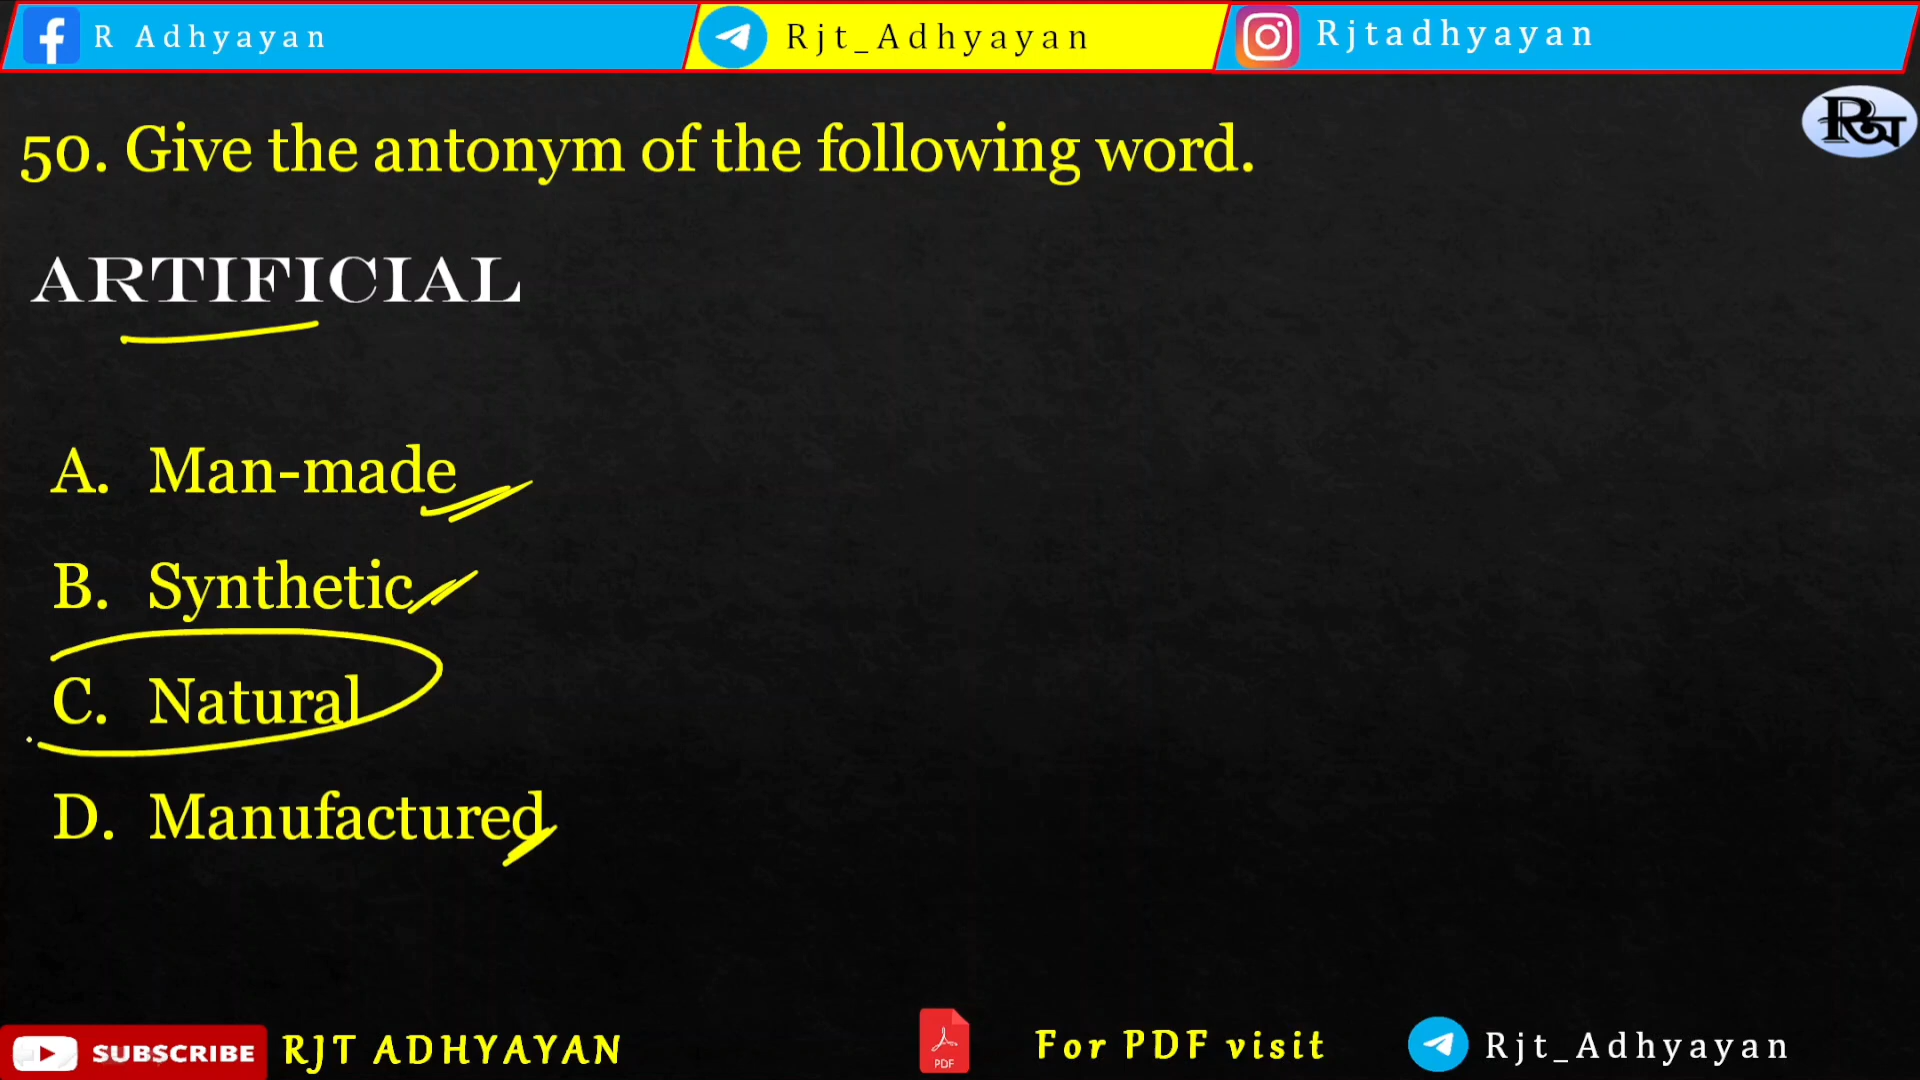 R Adhyayan
Rjt_Adhyayan
Rjtadhyayan
50. Give the antonym of the following word.
ARTIFICIAL
A. Man-made
B. Synthetic
C. Natural
D. Manufactured
SUBSCRIBE
RJT ADHYAYAN
PDF
For PDF visit
Rjt_Adhyayan